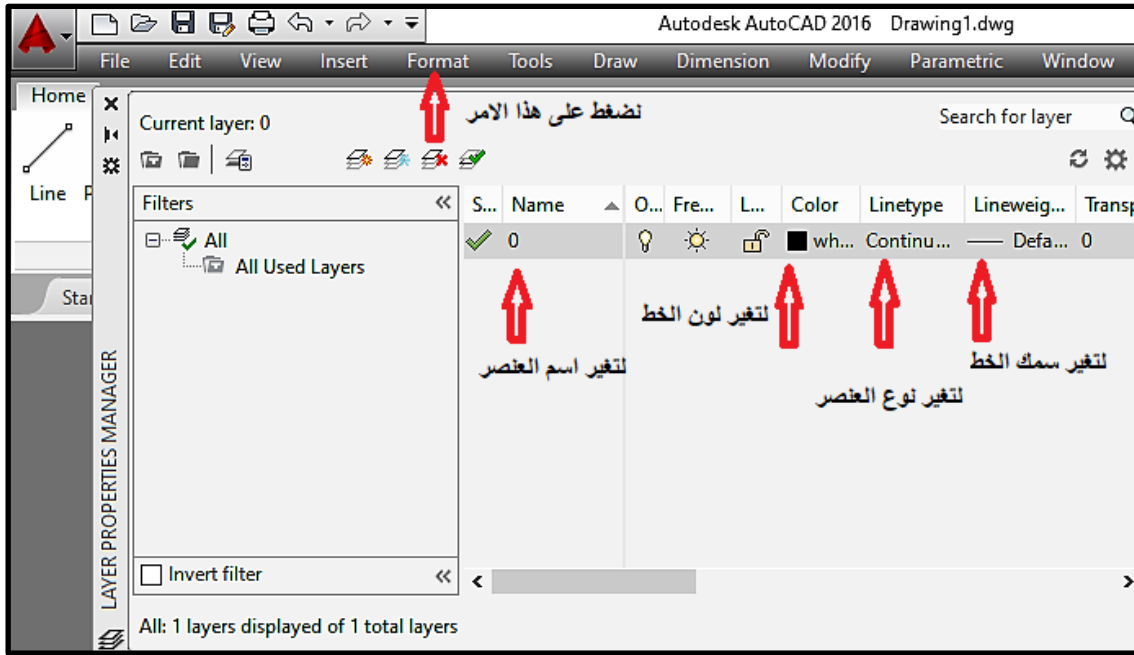 Autodesk AutoCAD 2016 Drawing1.dwg
File Edit View Insert Format Tools Draw Dimension Modify Parametric Window
Home
نضغط على هذا الامر
Current layer: 0
Search for layer
Line P
Filters
S... Name O... Fre... L... Color Linetype Lineweig... Transp
All
0 wh... Continu... Defa... 0
All Used Layers
Star
لتغير لون الخط
لتغير اسم العنصر
لتغير سمك الخط
لتغير نوع العنصر
LAYER PROPERTIES MANAGER
Invert filter
All: 1 layers displayed of 1 total layers